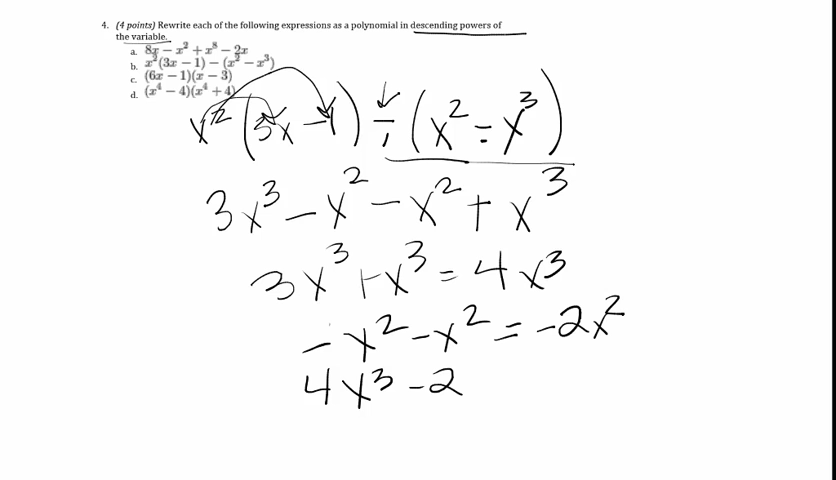 4. (4 points) Rewrite each of the following expressions as a polynomial in descending powers of
the variable.
a. 8x − x² + x⁸ − 2x
b. x²(3x − 1) − (x² − x³)
c. (6x − 1)(x − 3)
d. (x⁴ − 4)(x⁴ + 4)
x²(3x − 1) − (x² − x³)
3x³ − x² − x² + x³
3x³ + x³ = 4x³
− x² − x² = −2x²
4x³ − 2